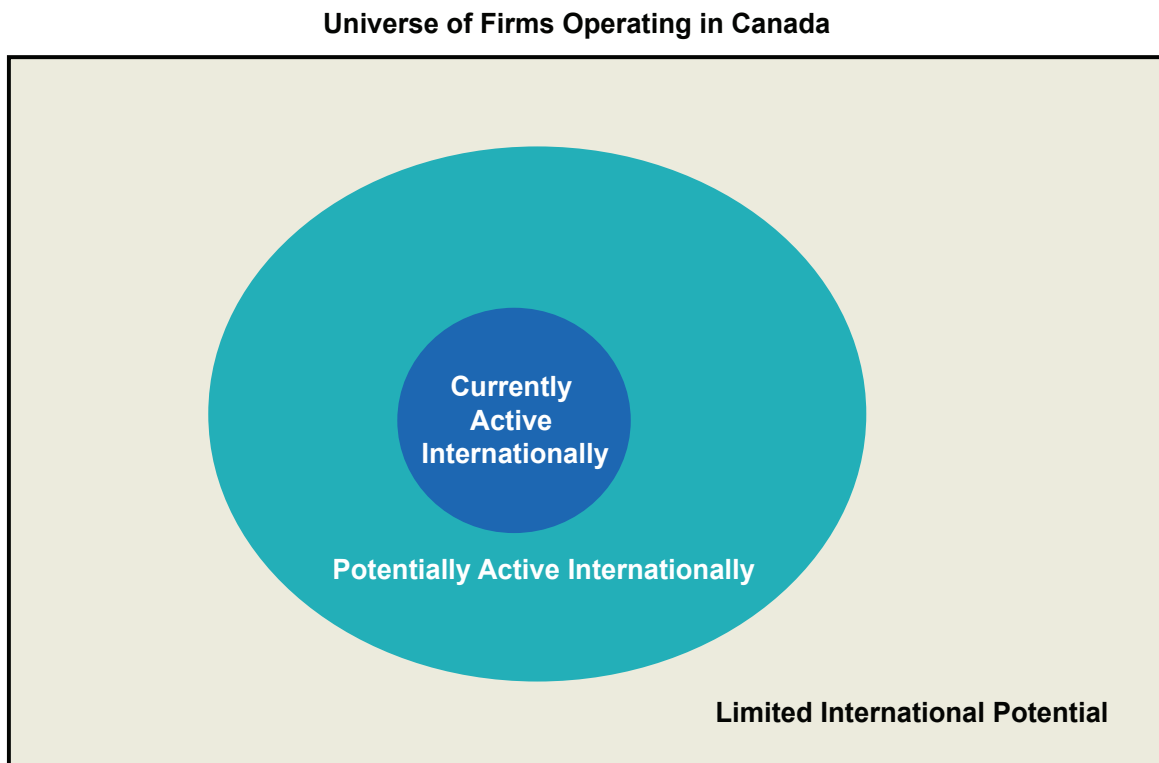 Universe of Firms Operating in Canada
Currently
Active
Internationally
Potentially Active Internationally
Limited International Potential